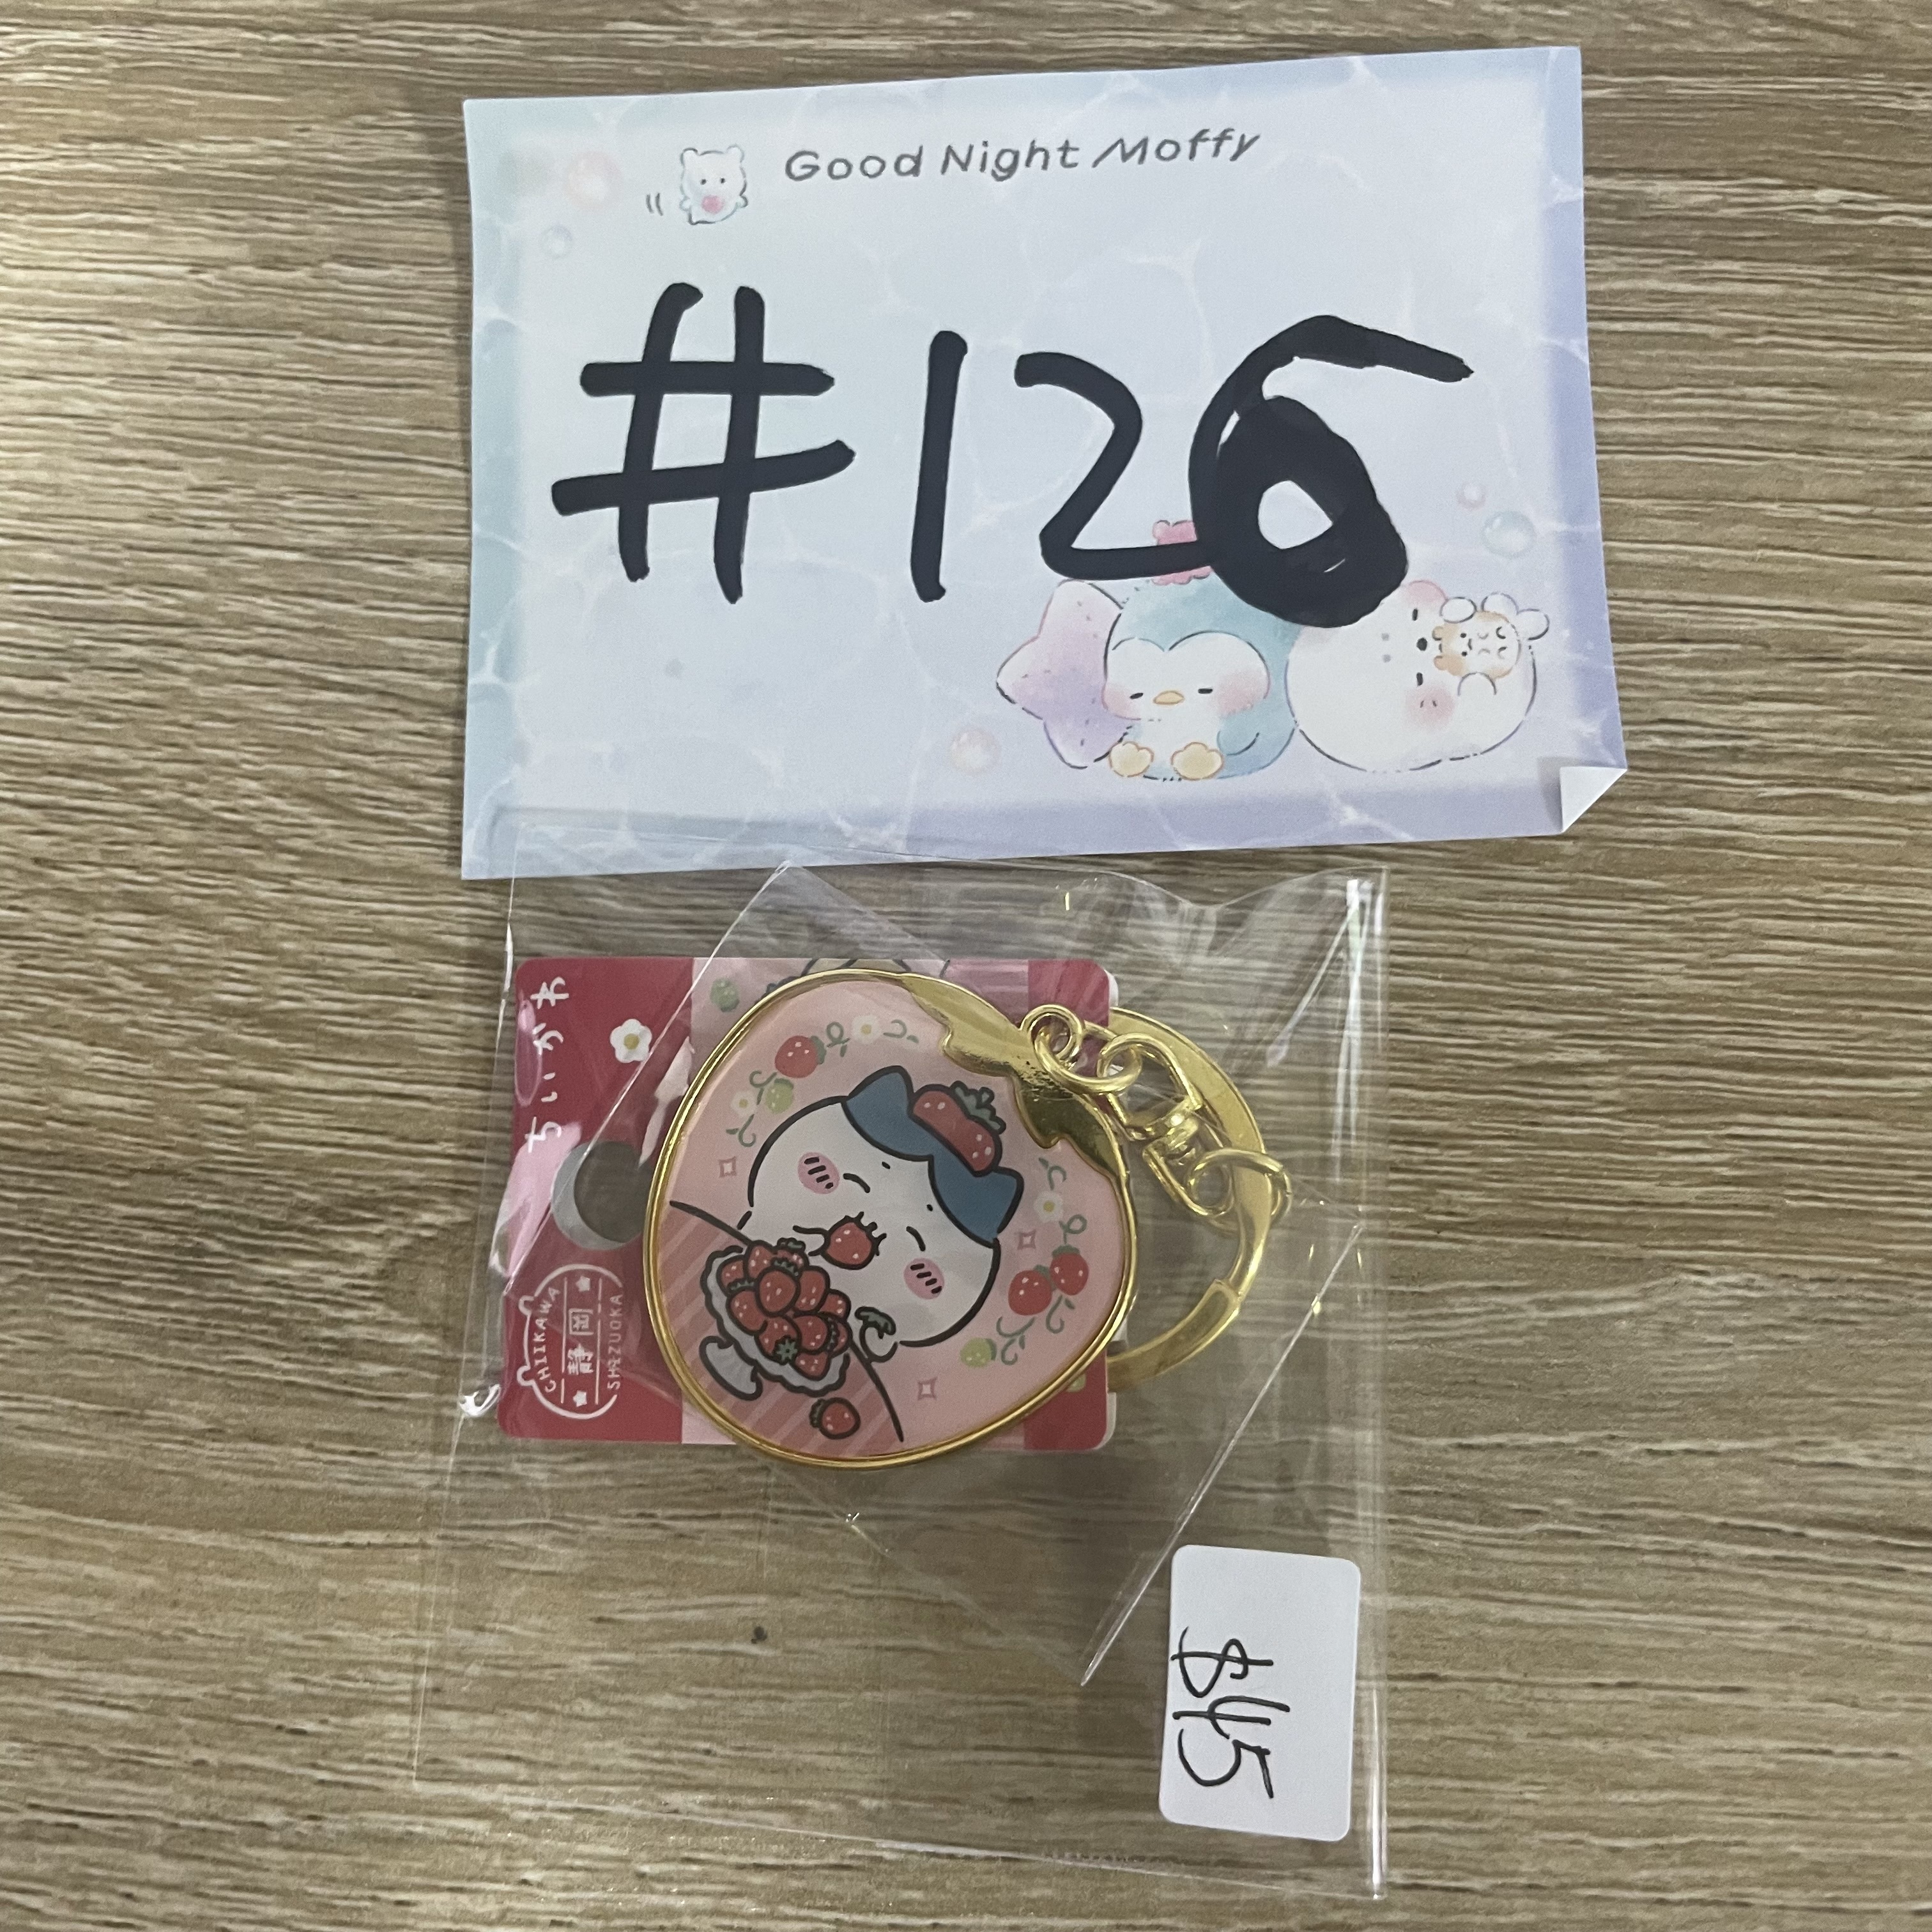 Good Night Moffy
#126
ちいかわ
CHIIKAWA
静岡
SHIZUOKA
$45